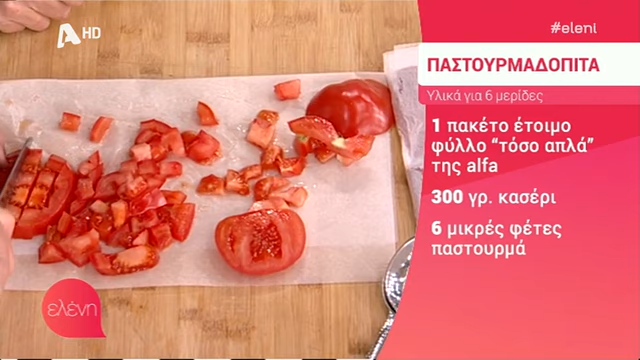 A HD
#eleni
ΠΑΣΤΟΥΡΜΑΔΟΠΙΤΑ
Υλικά για 6 μερίδες
1 πακέτο έτοιμο
φύλλο “τόσο απλά”
της alfa
300 γρ. κασέρι
6 μικρές φέτες
παστουρμά
ελένη